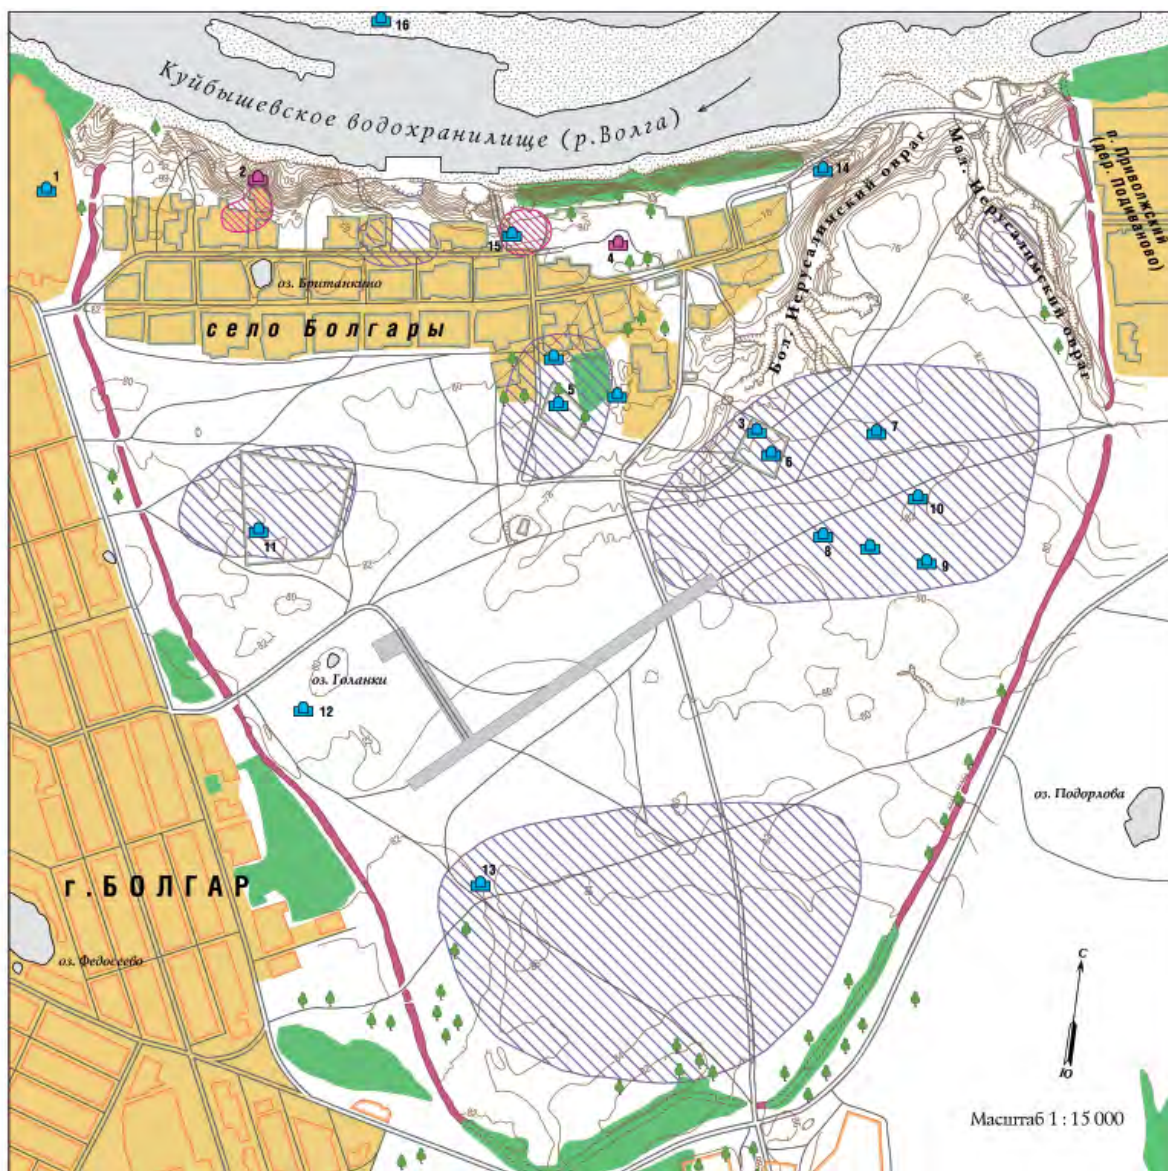 16
Куйбышевское водохранилище (р.Волга)
1
2
14
15
4
Бол. Иерусалимский овраг
Мал. Иерусалимский овраг
п. Приволжский
(дер. Подиваново)
оз. Британкино
село Болгары
5
3
6
7
10
8
9
11
оз. Голанки
12
оз. Подорлова
13
г. БОЛГАР
оз. Федосеево
С
Ю
Масштаб 1 : 15 000